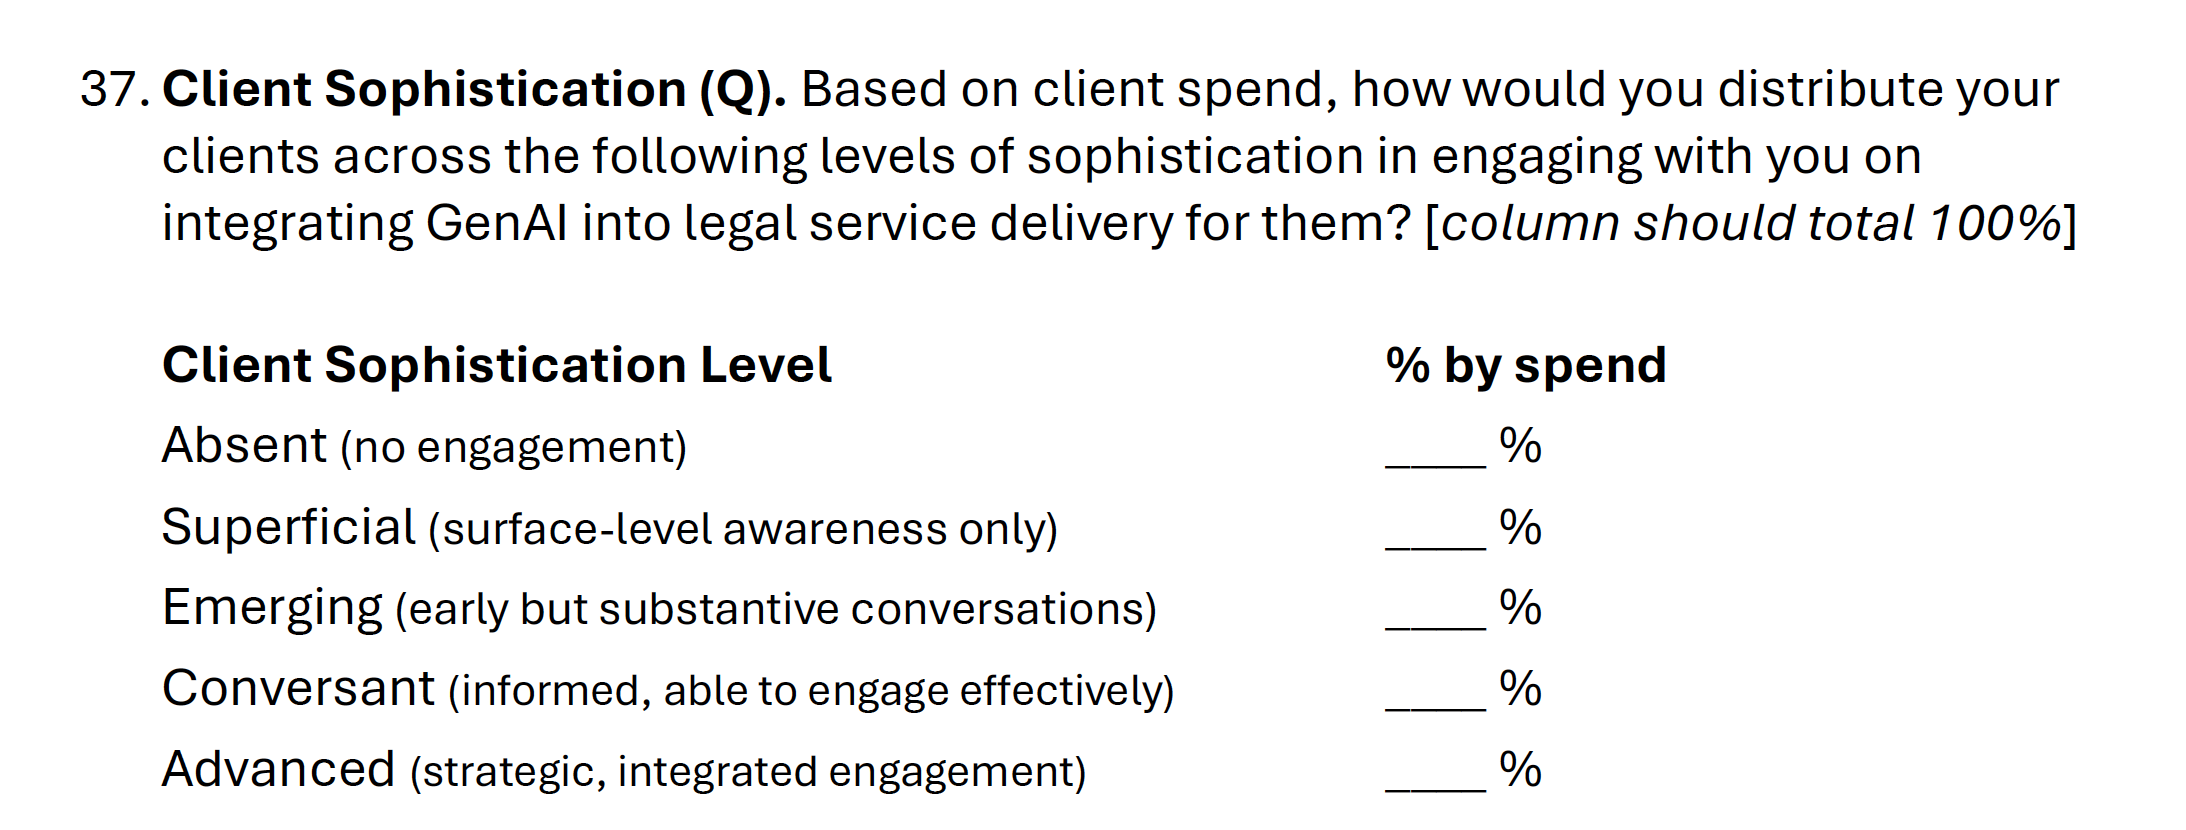 37. Client Sophistication (Q). Based on client spend, how would you distribute your
clients across the following levels of sophistication in engaging with you on
integrating GenAI into legal service delivery for them? [column should total 100%]
Client Sophistication Level % by spend
Absent (no engagement) ____ %
Superficial (surface-level awareness only) ____ %
Emerging (early but substantive conversations) ____ %
Conversant (informed, able to engage effectively) ____ %
Advanced (strategic, integrated engagement) ____ %